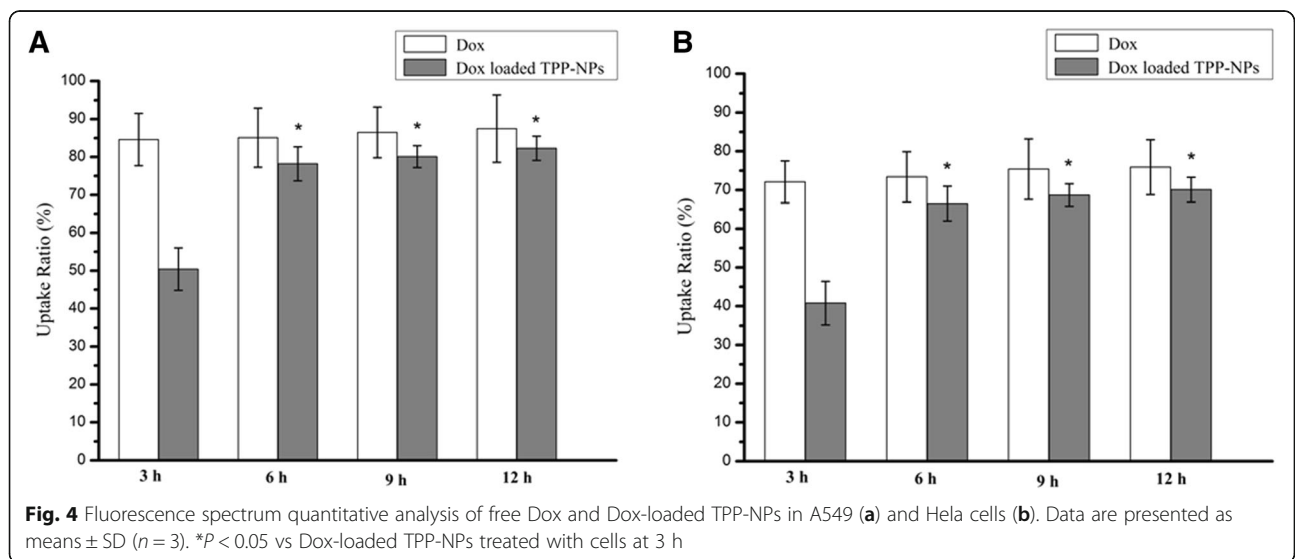 A
Dox
Dox loaded TPP-NPs
Uptake Ratio (%)
100
90
80
70
60
50
40
30
20
10
0
* * *
3 h 6 h 9 h 12 h
B
Dox
Dox loaded TPP-NPs
Uptake Ratio (%)
100
90
80
70
60
50
40
30
20
10
0
* * *
3 h 6 h 9 h 12 h
Fig. 4 Fluorescence spectrum quantitative analysis of free Dox and Dox-loaded TPP-NPs in A549 (a) and Hela cells (b). Data are presented as
means ± SD (n = 3). *P < 0.05 vs Dox-loaded TPP-NPs treated with cells at 3 h